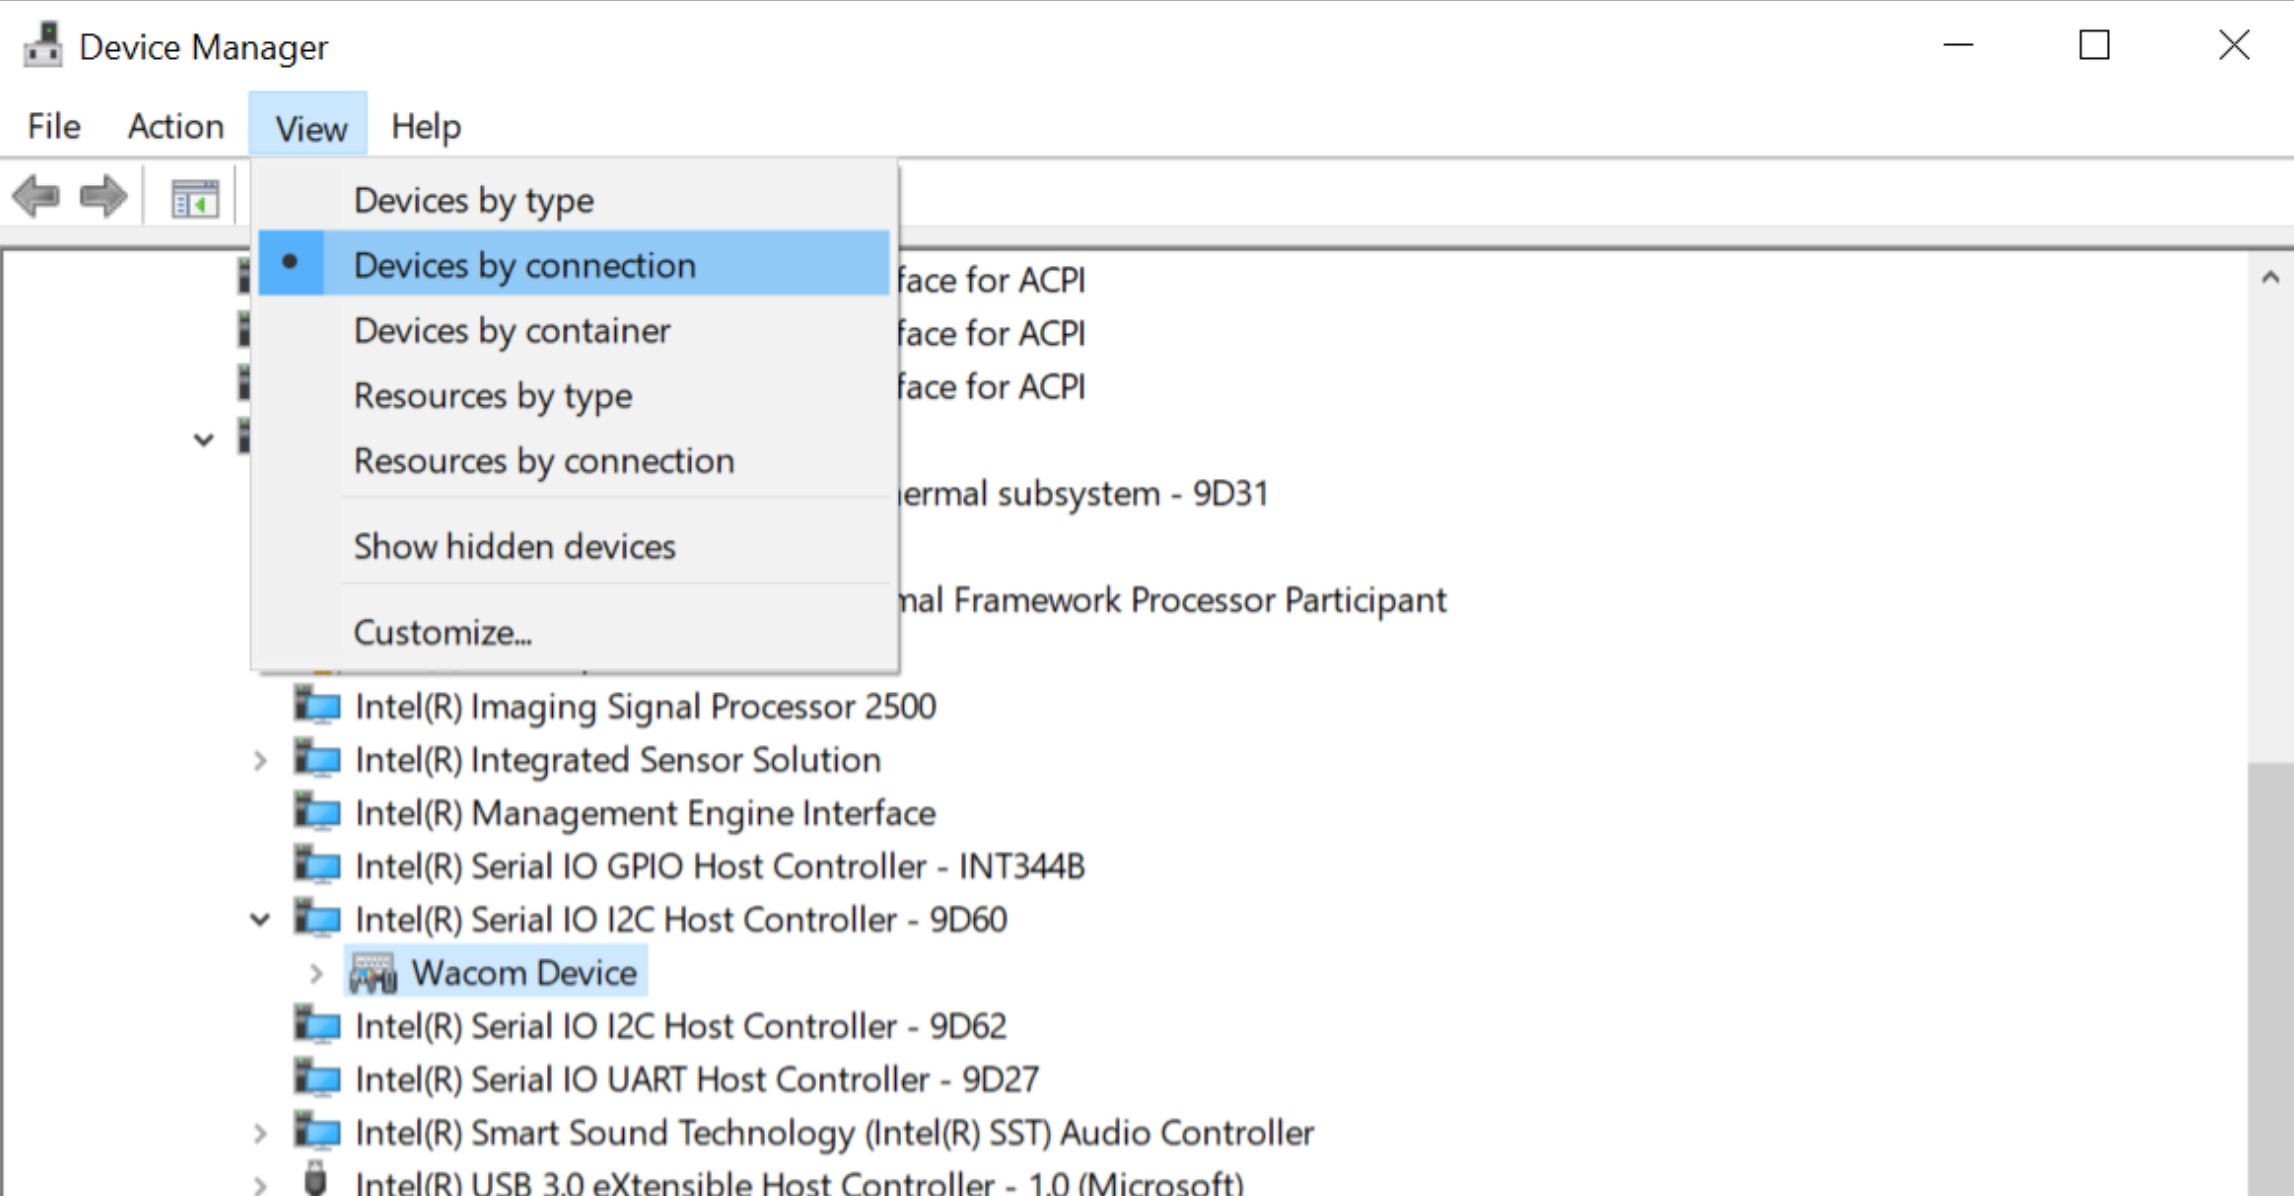 Device Manager
File Action View Help
Devices by type
Devices by connection
Devices by container
Resources by type
Resources by connection
Show hidden devices
Customize...
face for ACPI
face for ACPI
face for ACPI
ermal subsystem - 9D31
mal Framework Processor Participant
Intel(R) Imaging Signal Processor 2500
Intel(R) Integrated Sensor Solution
Intel(R) Management Engine Interface
Intel(R) Serial IO GPIO Host Controller - INT344B
Intel(R) Serial IO I2C Host Controller - 9D60
Wacom Device
Intel(R) Serial IO I2C Host Controller - 9D62
Intel(R) Serial IO UART Host Controller - 9D27
Intel(R) Smart Sound Technology (Intel(R) SST) Audio Controller
Intel(R) USB 3.0 eXtensible Host Controller - 1.0 (Microsoft)